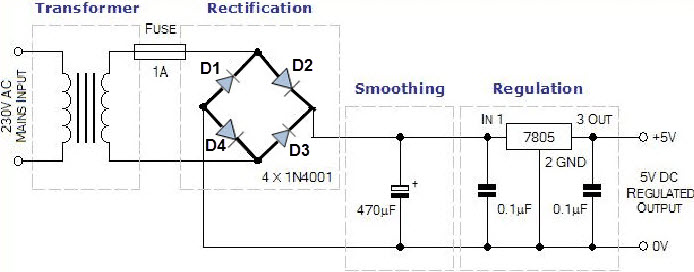 Transformer
Rectification
FUSE
1A
D1
D2
D4
D3
4 X 1N4001
230V AC
MAINS INPUT
Smoothing
470µF
+
Regulation
IN 1
7805
3 OUT
2 GND
0.1µF
0.1µF
+5V
5V DC
REGULATED
OUTPUT
0V